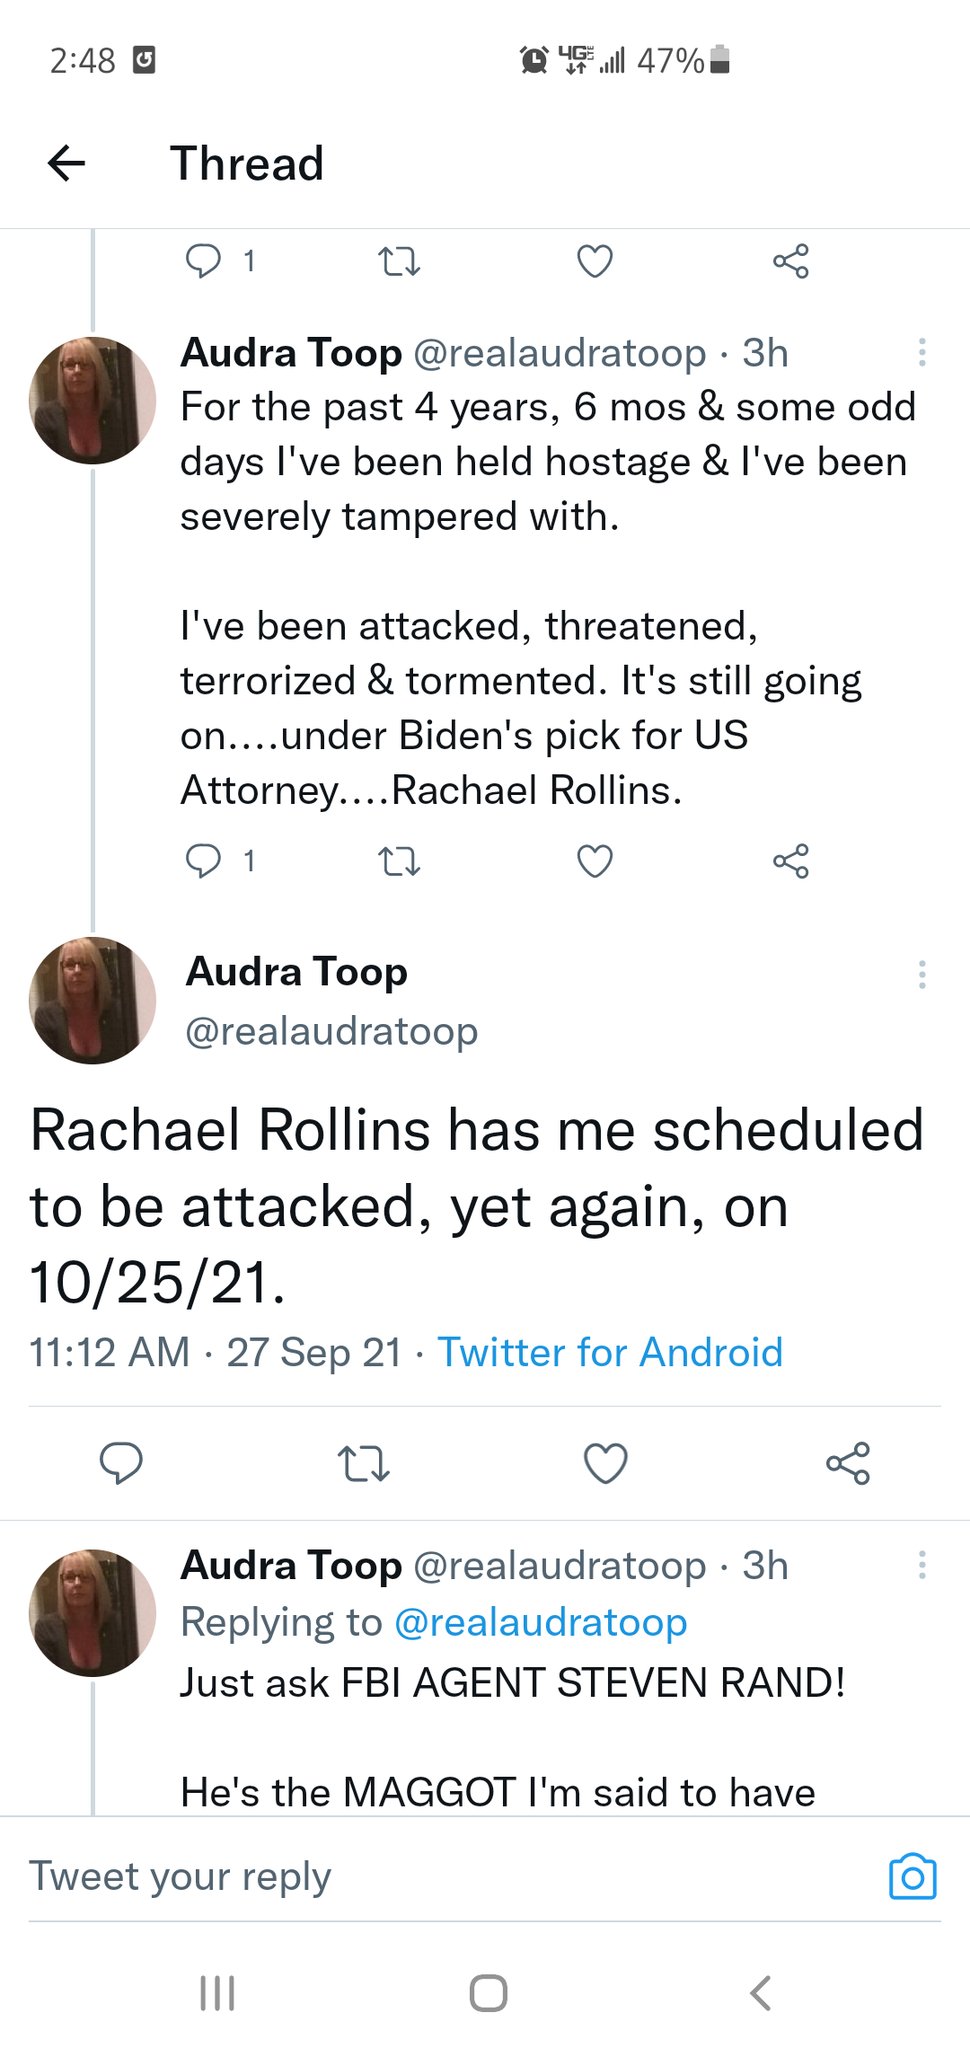 2:48 4G LTE 47%
Thread
1
Audra Toop @realaudratoop · 3h
For the past 4 years, 6 mos & some odd
days I've been held hostage & I've been
severely tampered with.
I've been attacked, threatened,
terrorized & tormented. It's still going
on....under Biden's pick for US
Attorney....Rachael Rollins.
1
Audra Toop
@realaudratoop
Rachael Rollins has me scheduled
to be attacked, yet again, on
10/25/21.
11:12 AM · 27 Sep 21 · Twitter for Android
Audra Toop @realaudratoop · 3h
Replying to @realaudratoop
Just ask FBI AGENT STEVEN RAND!
He's the MAGGOT I'm said to have
Tweet your reply